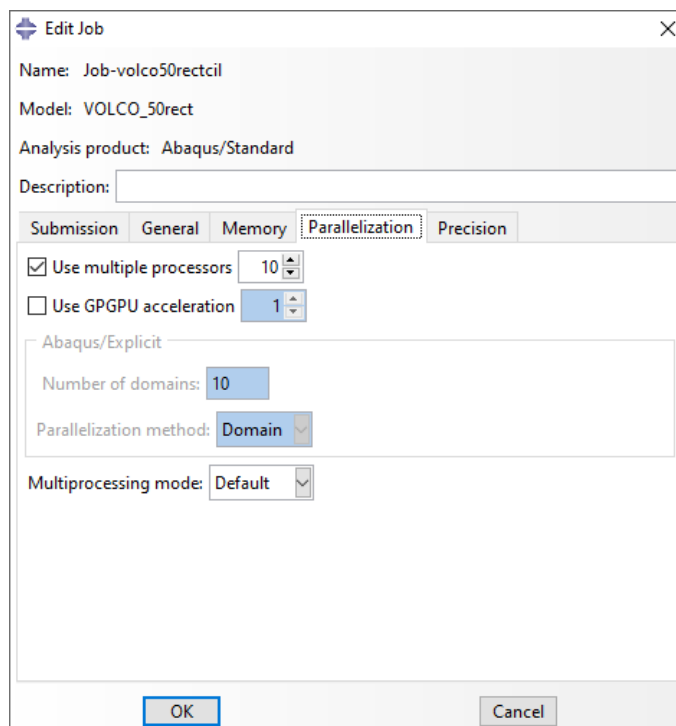 Edit Job
Name: Job-volco50rectcil
Model: VOLCO_50rect
Analysis product: Abaqus/Standard
Description:
Submission General Memory Parallelization Precision
Use multiple processors 10
Use GPGPU acceleration 1
Abaqus/Explicit
Number of domains: 10
Parallelization method: Domain
Multiprocessing mode: Default
OK Cancel